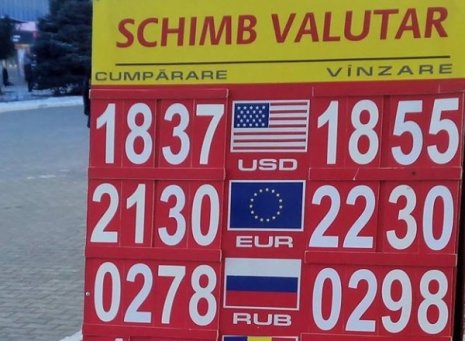 SCHIMB VALUTAR
CUMPĂRARE VÎNZARE
1837 USD 1855
2130 EUR 2230
0278 RUB 0298